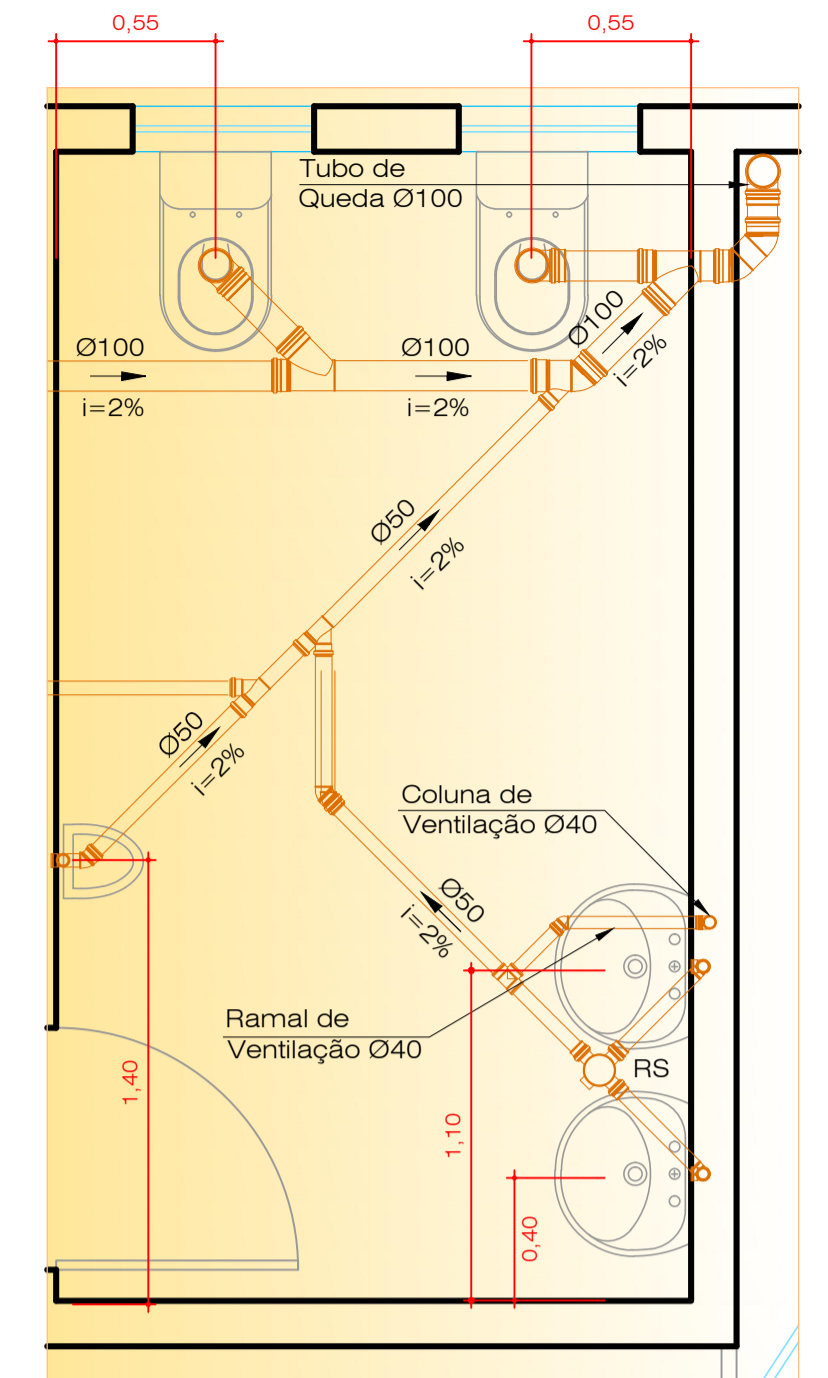 0,55
0,55
Tubo de
Queda Ø100
Ø100
i=2%
Ø100
i=2%
Ø100
i=2%
Ø50
i=2%
Ø50
i=2%
Coluna de
Ventilação Ø40
Ø50
i=2%
Ramal de
Ventilação Ø40
RS
1,40
1,10
0,40